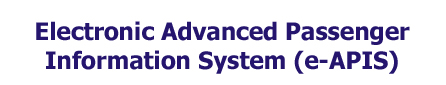 Electronic Advanced Passenger
Information System (e-APIS)